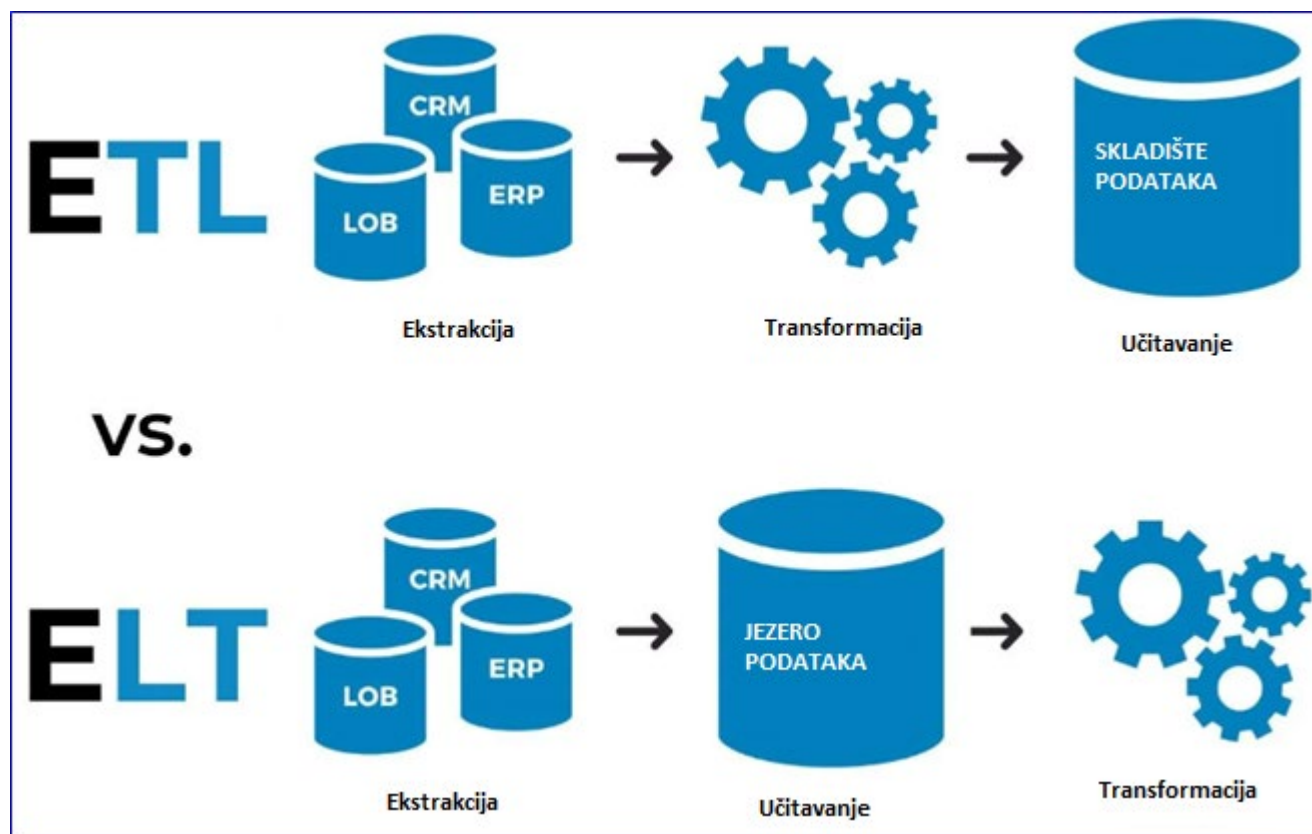 ETL
CRM
LOB
ERP
SKLADIŠTE
PODATAKA
Ekstrakcija
Transformacija
Učitavanje
VS.
ELT
CRM
LOB
ERP
JEZERO
PODATAKA
Ekstrakcija
Učitavanje
Transformacija